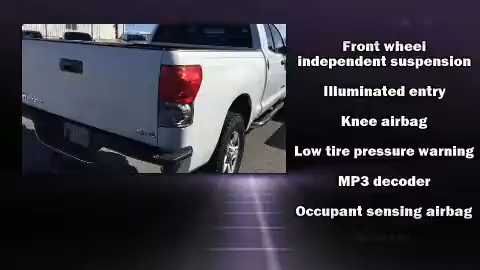 Front wheel
independent suspension
Illuminated entry
Knee airbag
Low tire pressure warning
MP3 decoder
Occupant sensing airbag